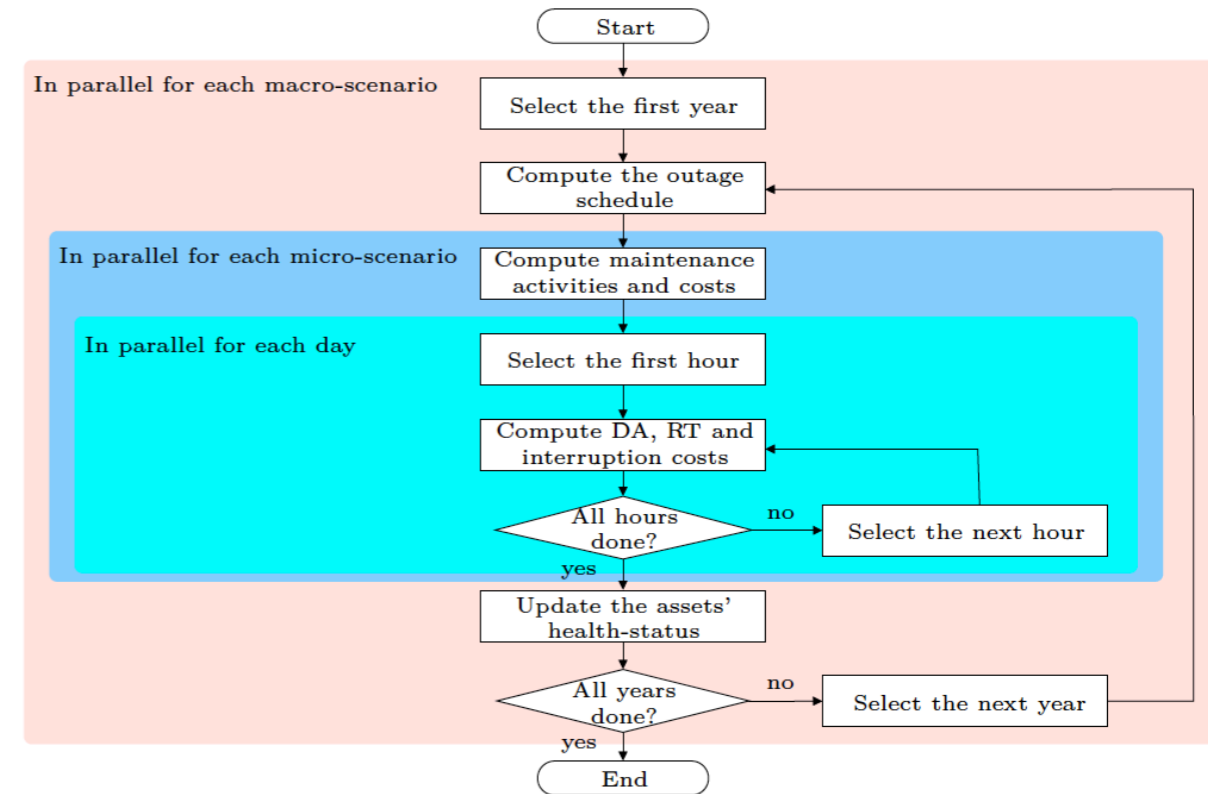 Start
In parallel for each macro-scenario
Select the first year
Compute the outage
schedule
In parallel for each micro-scenario
Compute maintenance
activities and costs
In parallel for each day
Select the first hour
Compute DA, RT and
interruption costs
All hours
done?
no
Select the next hour
yes
Update the assets'
health-status
All years
done?
no
Select the next year
yes
End